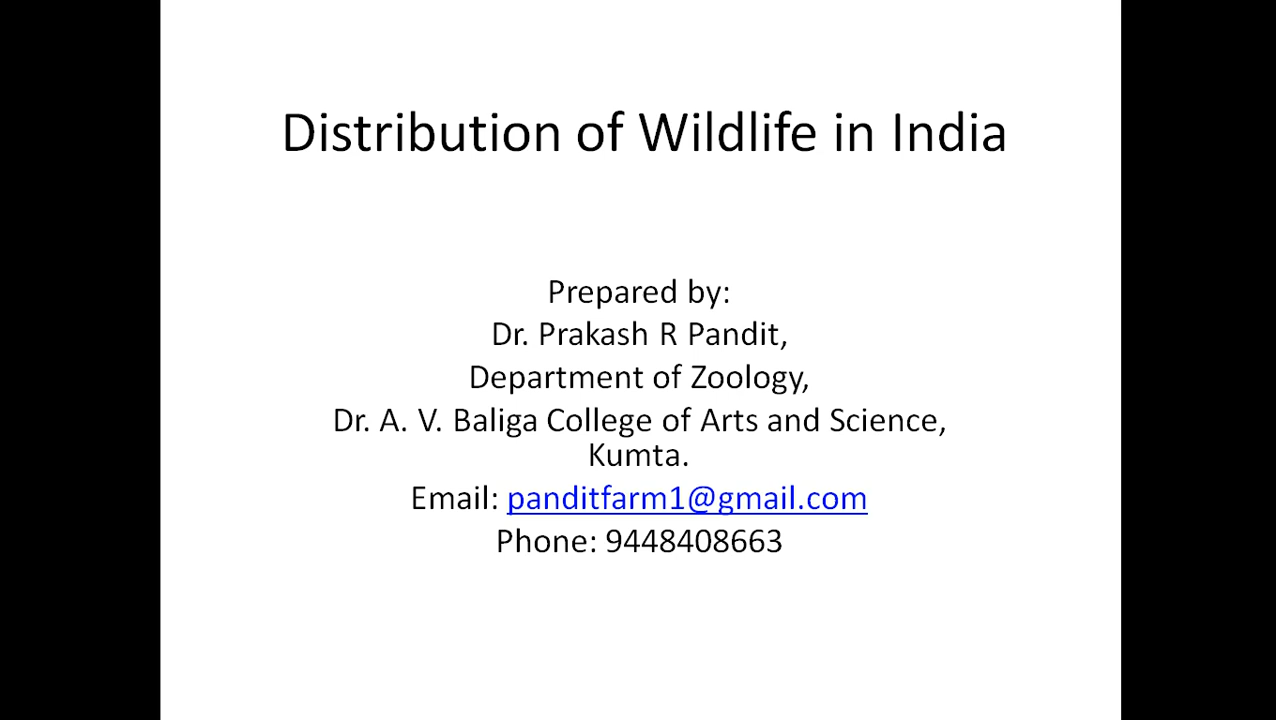 Distribution of Wildlife in India
Prepared by:
Dr. Prakash R Pandit,
Department of Zoology,
Dr. A. V. Baliga College of Arts and Science,
Kumta.
Email: panditfarm1@gmail.com
Phone: 9448408663